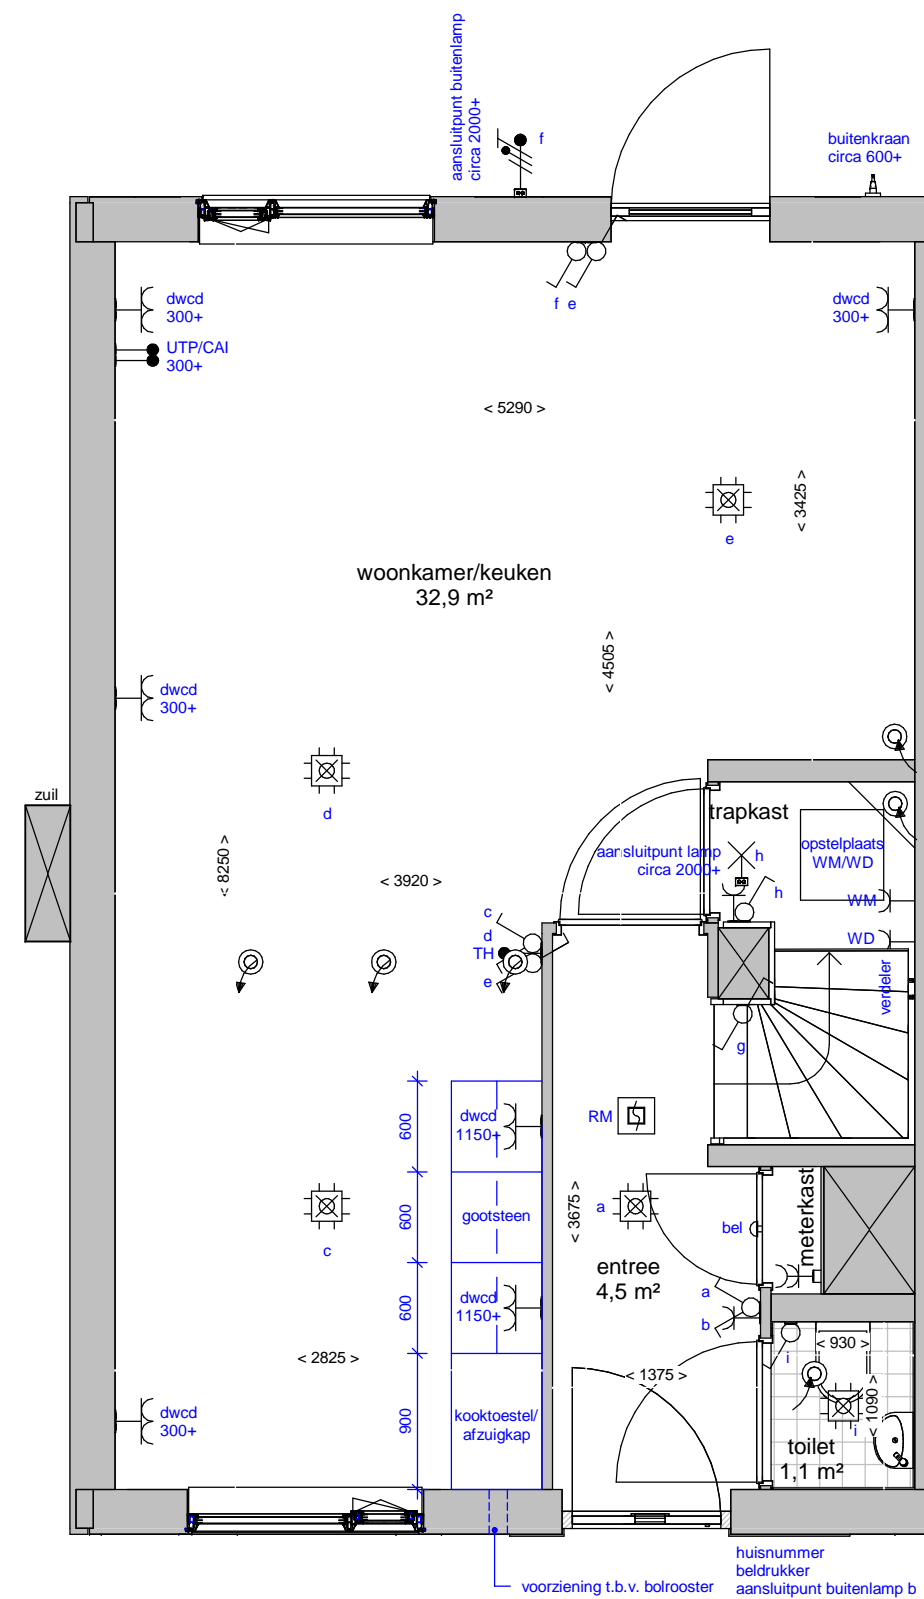 aansluitpunt buitenlamp
circa 2000+
f
buitenkraan
circa 600+
f e
dwcd
300+
UTP/CAI
300+
dwcd
300+
< 5290 >
< 3425 >
e
woonkamer/keuken
32,9 m²
< 4505 >
dwcd
300+
d
zuil
trapkast
aansluitpunt lamp
circa 2000+
h
opstelplaats
WM/WD
h
WM
WD
verdeler
< 8250 >
< 3920 >
c
d
TH
e
g
600
dwcd
1150+
RM
600
gootsteen
c
< 3675 >
a
bel
meterkast
entree
4,5 m²
600
dwcd
1150+
a
b
i
< 930 >
< 2825 >
< 1375 >
< 1090 >
i
dwcd
300+
900
kooktoestel/
afzuigkap
toilet
1,1 m²
voorziening t.b.v. bolrooster
huisnummer
beldrukker
aansluitpunt buitenlamp b